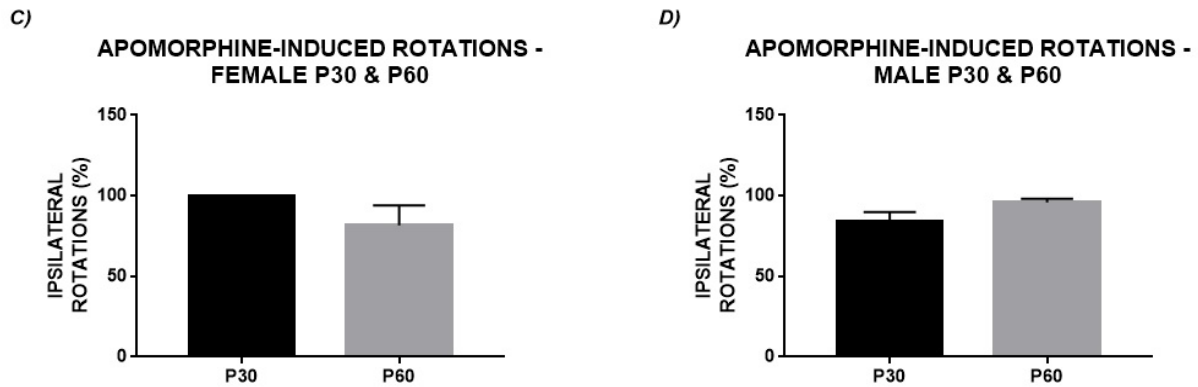 C)
APOMORPHINE-INDUCED ROTATIONS -
FEMALE P30 & P60
150
100
50
0
IPSILATERAL
ROTATIONS (%)
P30
P60
D)
APOMORPHINE-INDUCED ROTATIONS -
MALE P30 & P60
150
100
50
0
IPSILATERAL
ROTATIONS (%)
P30
P60